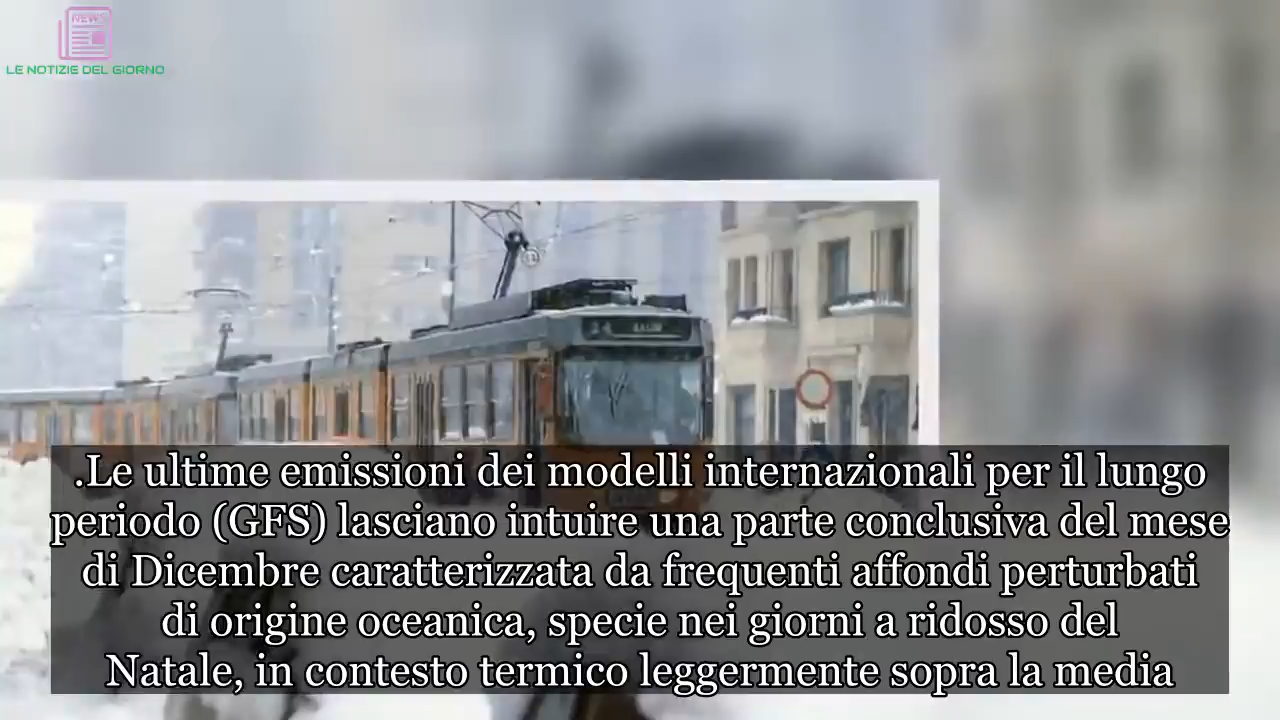 NEWS
LE NOTIZIE DEL GIORNO
.Le ultime emissioni dei modelli internazionali per il lungo
periodo (GFS) lasciano intuire una parte conclusiva del mese
di Dicembre caratterizzata da frequenti affondi perturbati
di origine oceanica, specie nei giorni a ridosso del
Natale, in contesto termico leggermente sopra la media